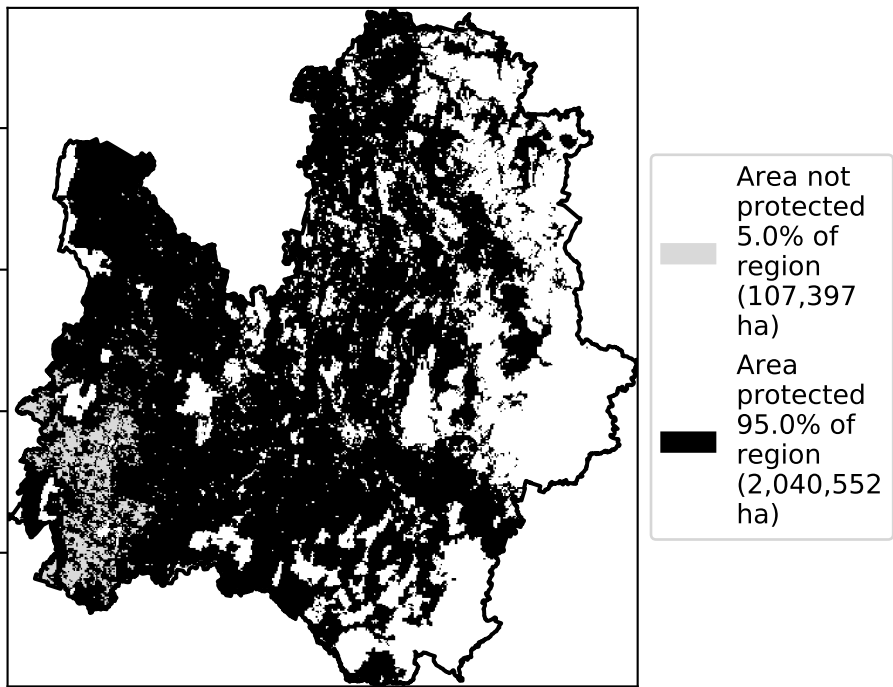 Area not
protected
5.0% of
region
(107,397
ha)
Area
protected
95.0% of
region
(2,040,552
ha)